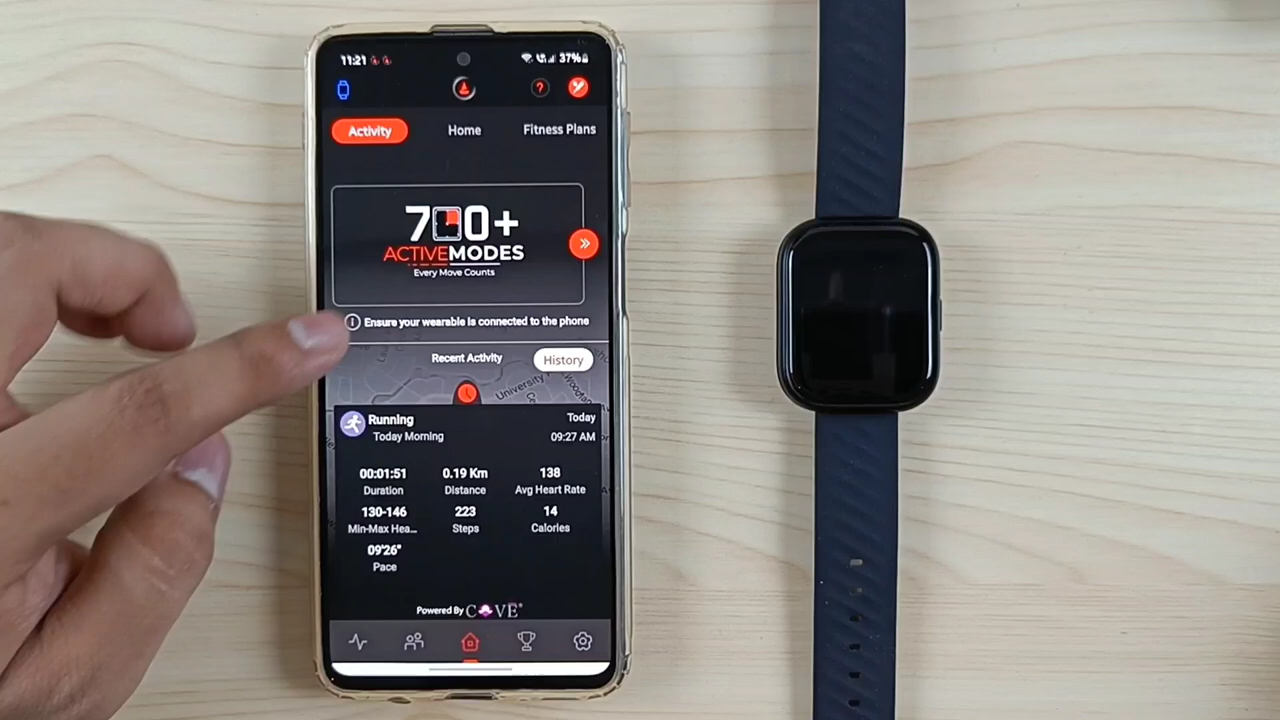 11:21
37%
?
Activity Home Fitness Plans
700+
ACTIVEMODES
Every Move Counts
Ensure your wearable is connected to the phone
Recent Activity History
University
Running Today
Today Morning 09:27 AM
00:01:51 0.19 Km 138
Duration Distance Avg Heart Rate
130-146 223 14
Min-Max Hea... Steps Calories
09'26"
Pace
Powered By COVE